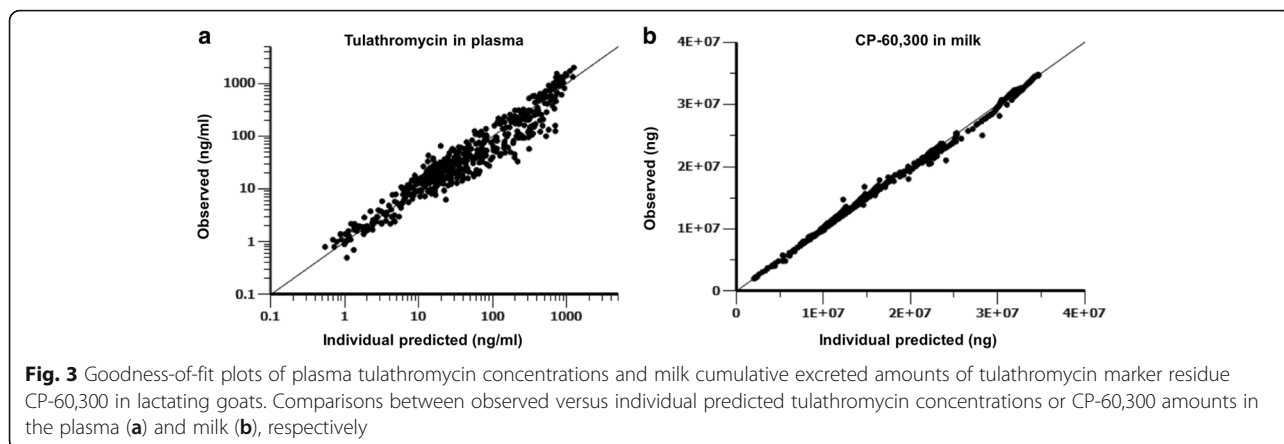 a
Tulathromycin in plasma
Observed (ng/ml)
1000
100
10
1
0.1
0.1 1 10 100 1000
Individual predicted (ng/ml)
b
CP-60,300 in milk
Observed (ng)
4E+07
3E+07
2E+07
1E+07
0
0 1E+07 2E+07 3E+07 4E+07
Individual predicted (ng)
Fig. 3 Goodness-of-fit plots of plasma tulathromycin concentrations and milk cumulative excreted amounts of tulathromycin marker residue
CP-60,300 in lactating goats. Comparisons between observed versus individual predicted tulathromycin concentrations or CP-60,300 amounts in
the plasma (a) and milk (b), respectively